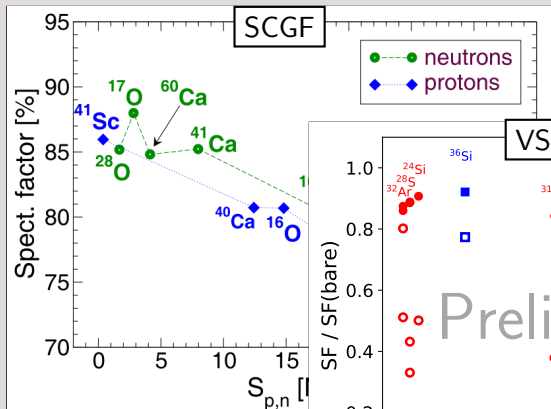 SCGF
95
90
85
80
75
70
Spect. factor [%]
0
5
10
15
S_p,n [
neutrons
protons
41Sc
17O
60Ca
28O
41Ca
40Ca
16O
VS
1.0
0.8
0.6
0.4
SF / SF(bare)
24Si
28S
32Ar
36Si
31
Preli